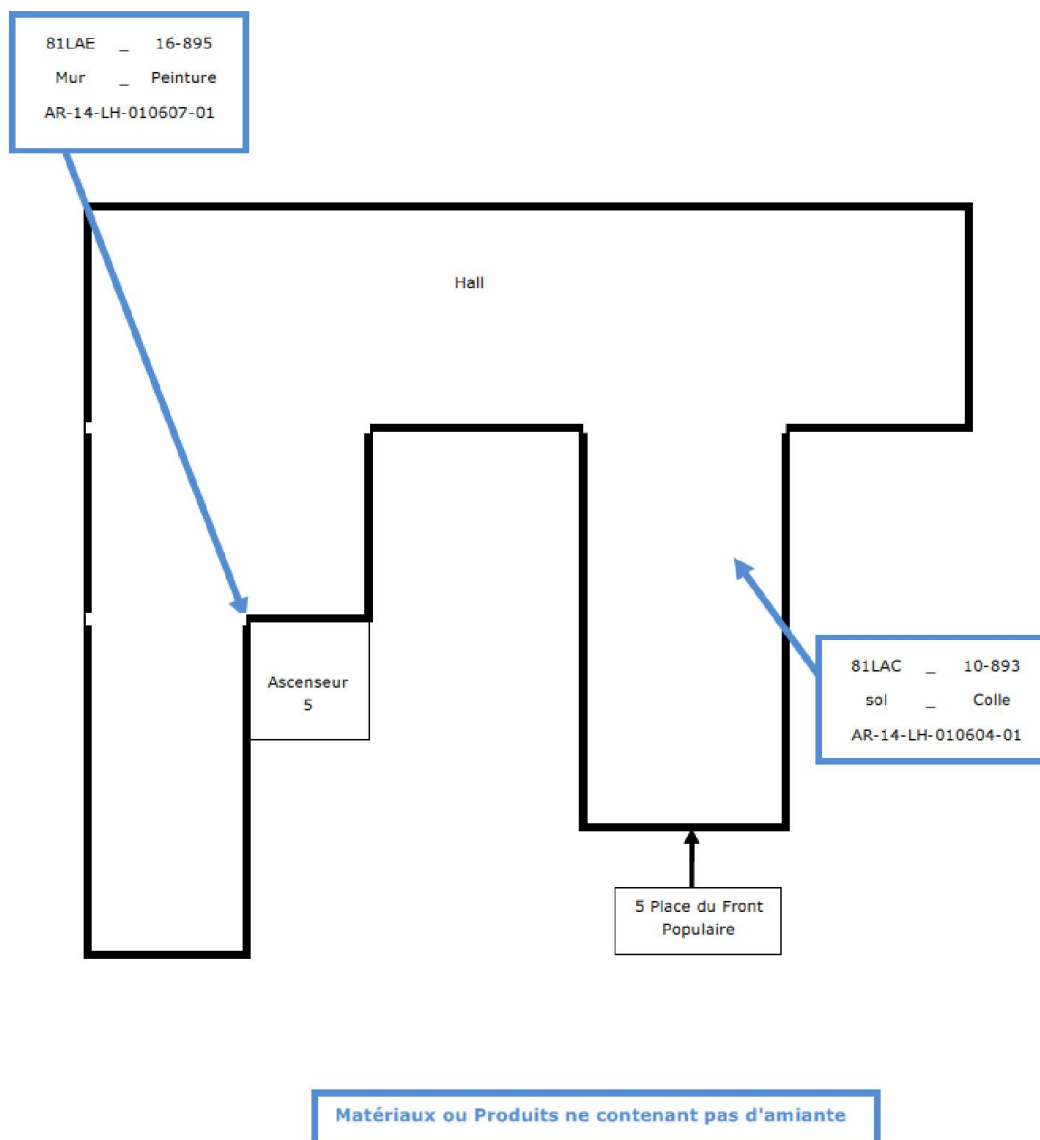 81LAE _ 16-895
Mur _ Peinture
AR-14-LH-010607-01
Hall
Ascenseur
5
81LAC _ 10-893
sol _ Colle
AR-14-LH-010604-01
5 Place du Front
Populaire
Matériaux ou Produits ne contenant pas d'amiante